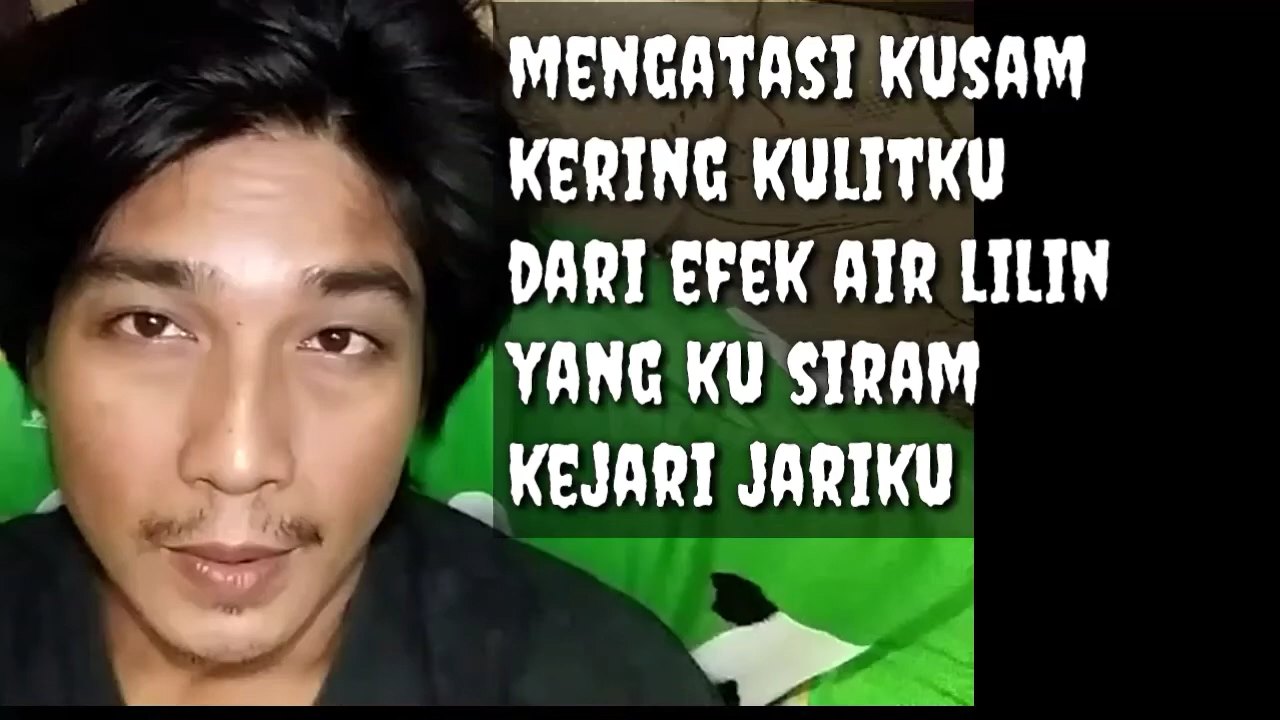 MENGATASI KUSAM
KERING KULITKU
DARI EFEK AIR LILIN
YANG KU SIRAM
KEJARI JARIKU